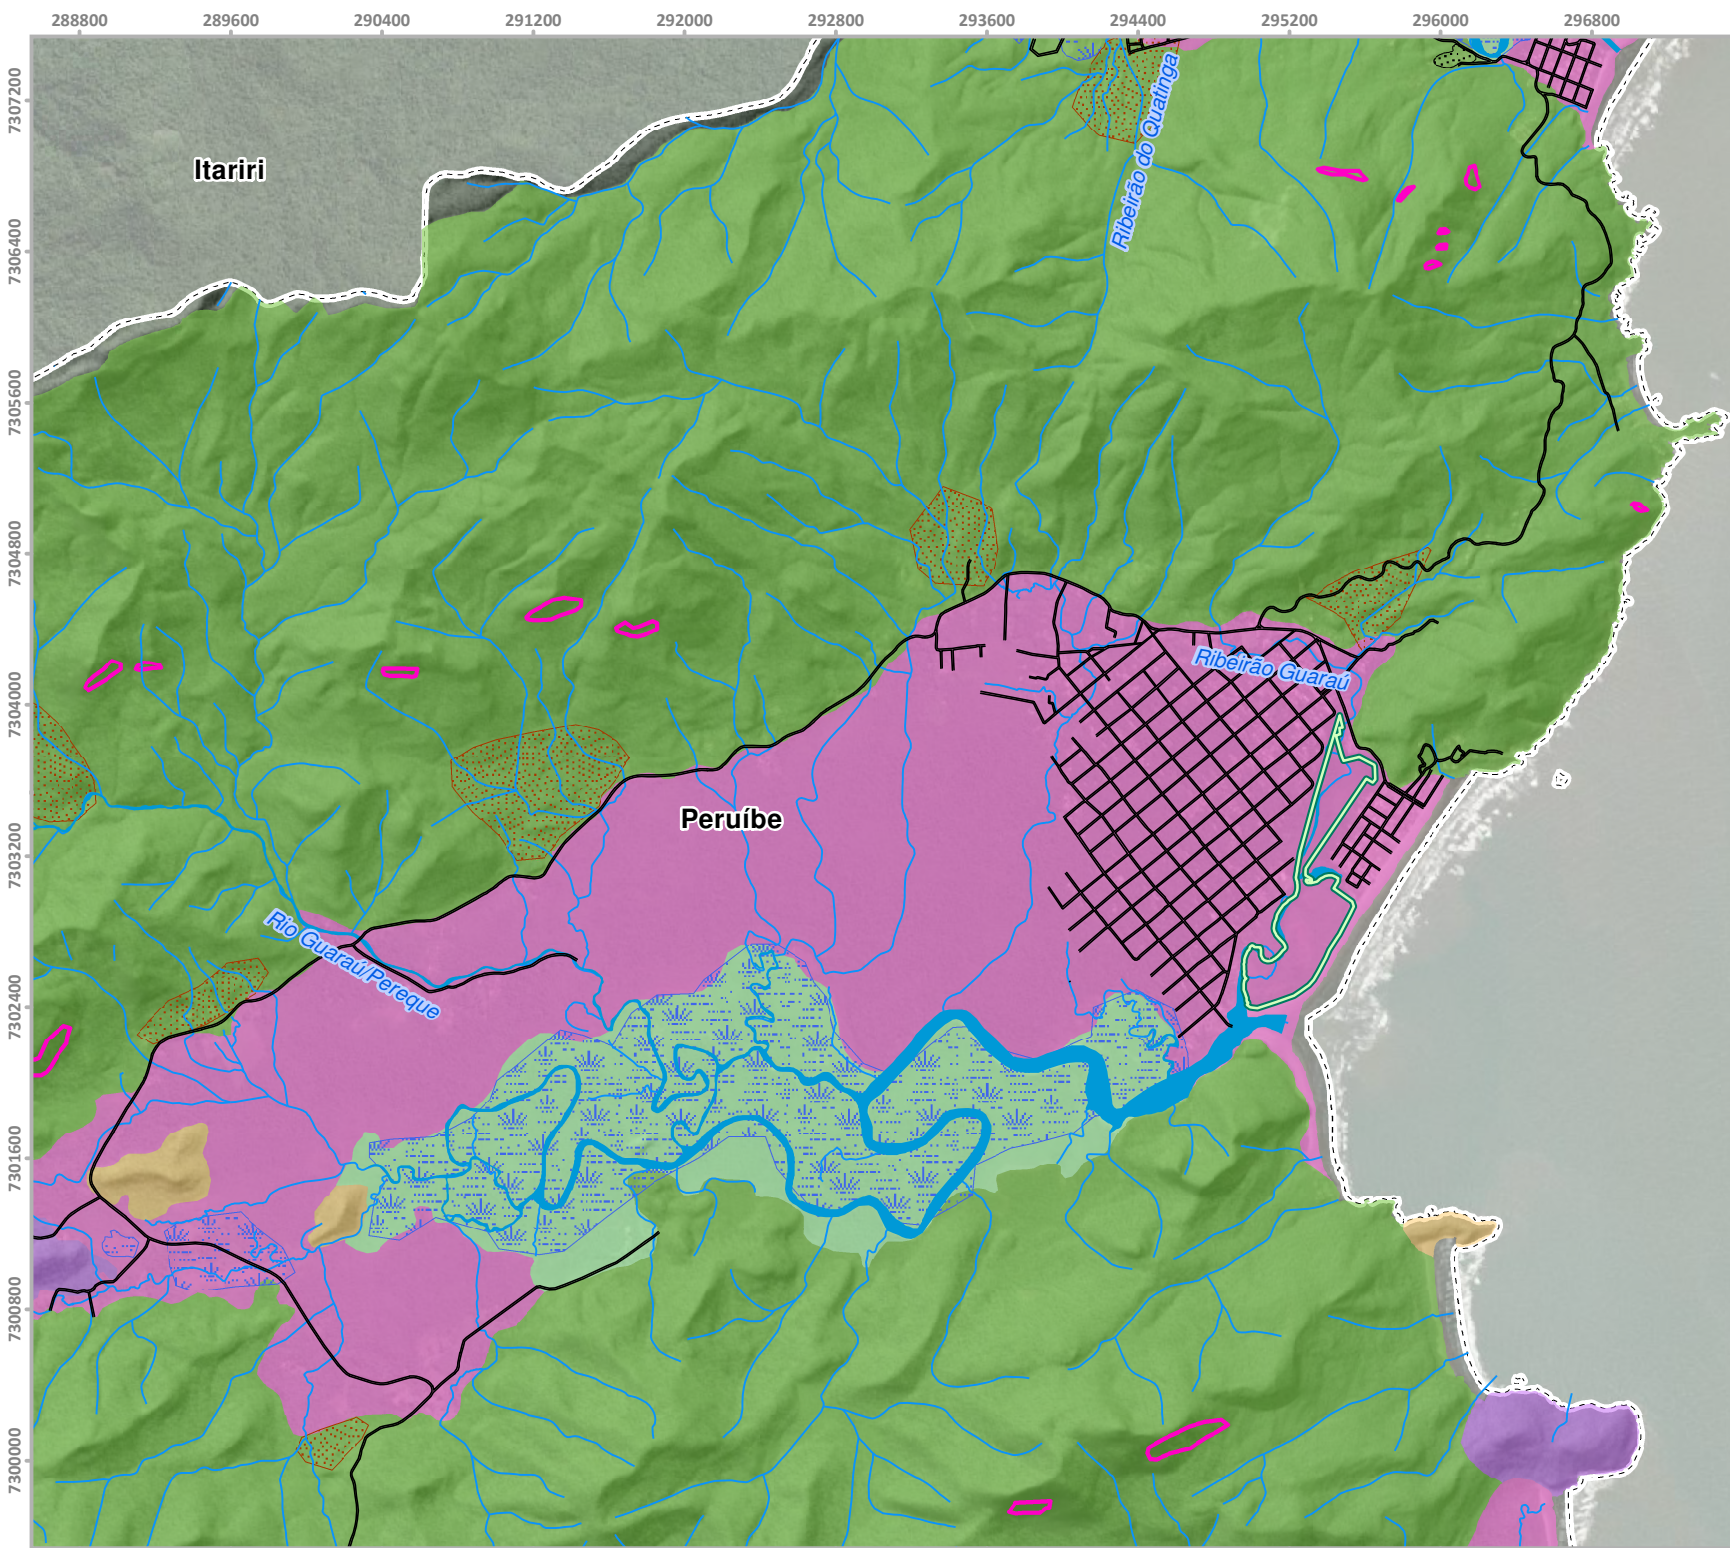 288800 289600 290400 291200 292000 292800 293600 294400 295200 296000 296800
7307200
7306400
7305600
7304800
7304000
7303200
7302400
7301600
7300800
7300000
Itariri
Ribeirão do Quatinga
Ribeirão Guaraú
Peruíbe
Rio Guaraú/Pereque